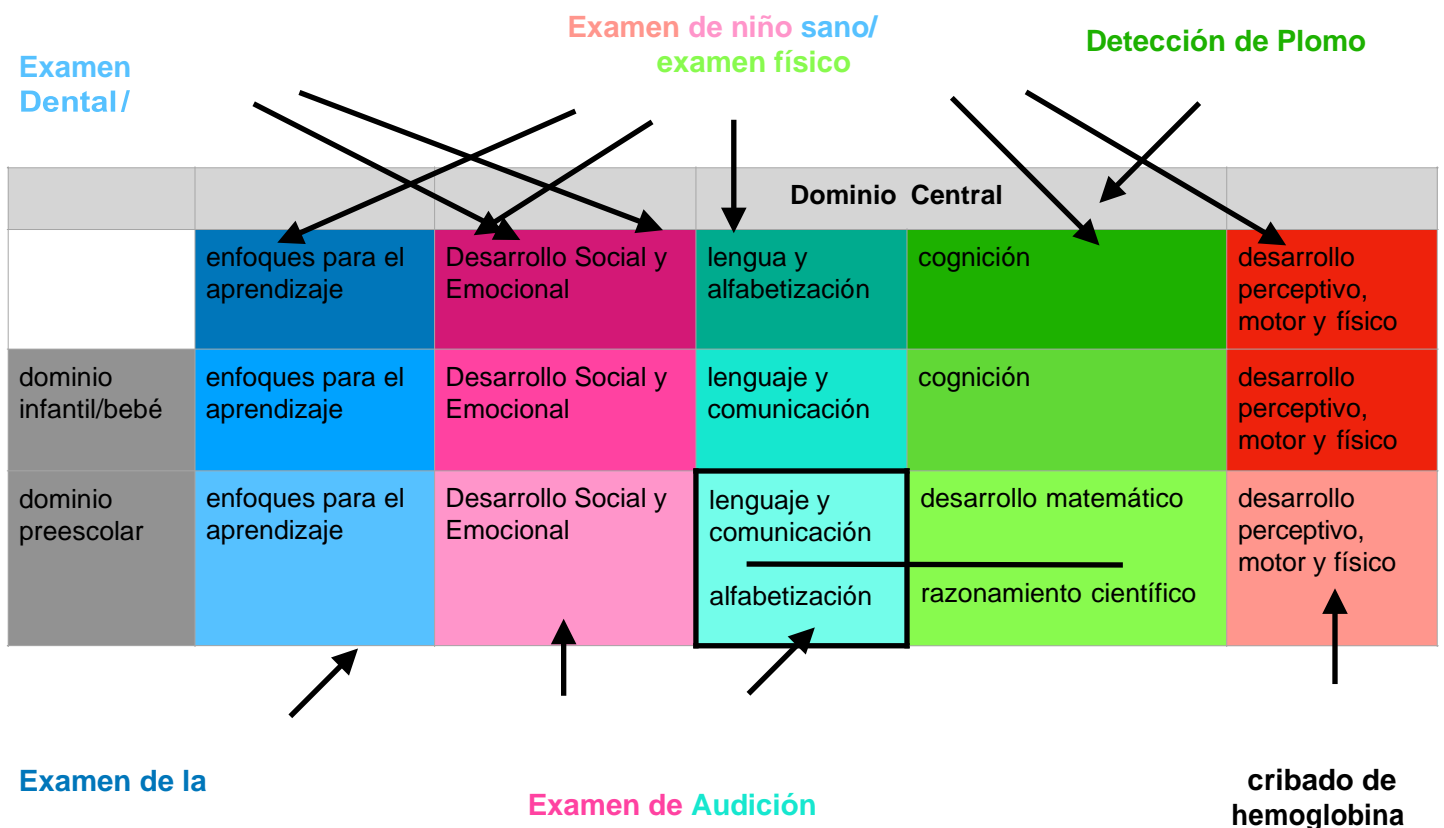 Examen de niño sano/
examen físico
Detección de Plomo
Examen
Dental/
Dominio Central
enfoques para el
aprendizaje
Desarrollo Social y
Emocional
lengua y
alfabetización
cognición
desarrollo
perceptivo,
motor y físico
dominio
infantil/bebé
enfoques para el
aprendizaje
Desarrollo Social y
Emocional
lenguaje y
comunicación
cognición
desarrollo
perceptivo,
motor y físico
dominio
preescolar
enfoques para el
aprendizaje
Desarrollo Social y
Emocional
lenguaje y
comunicación
alfabetización
desarrollo matemático
razonamiento científico
desarrollo
perceptivo,
motor y físico
Examen de la
Examen de Audición
cribado de
hemoglobina